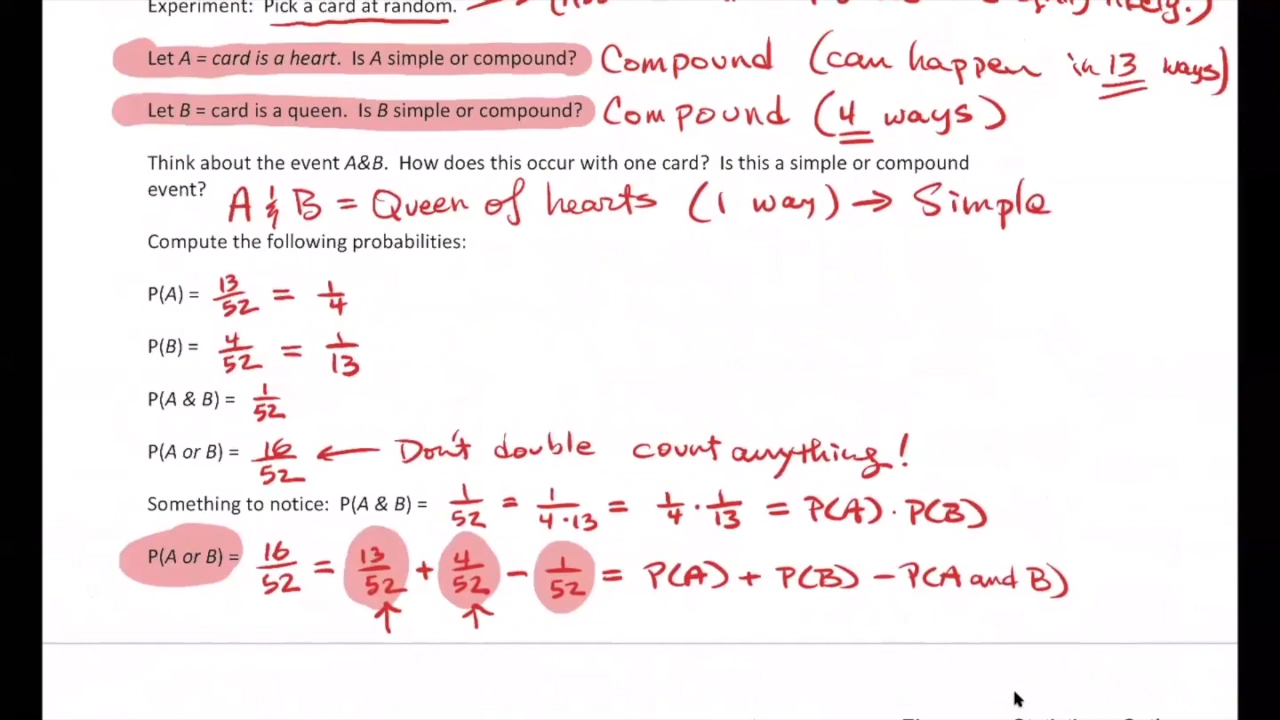 Experiment: Pick a card at random. likely.)
Let A = card is a heart. Is A simple or compound? Compound (can happen in 13 ways)
Let B = card is a queen. Is B simple or compound? Compound (4 ways)
Think about the event A&B. How does this occur with one card? Is this a simple or compound
event? A & B = Queen of hearts (1 way) → Simple
Compute the following probabilities:
P(A) = 13/52 = 1/4
P(B) = 4/52 = 1/13
P(A & B) = 1/52
P(A or B) = 16/52 ← Don't double count anything!
Something to notice: P(A & B) = 1/52 = 1/4·13 = 1/4 · 1/13 = P(A) · P(B)
P(A or B) = 16/52 = 13/52 + 4/52 - 1/52 = P(A) + P(B) - P(A and B)